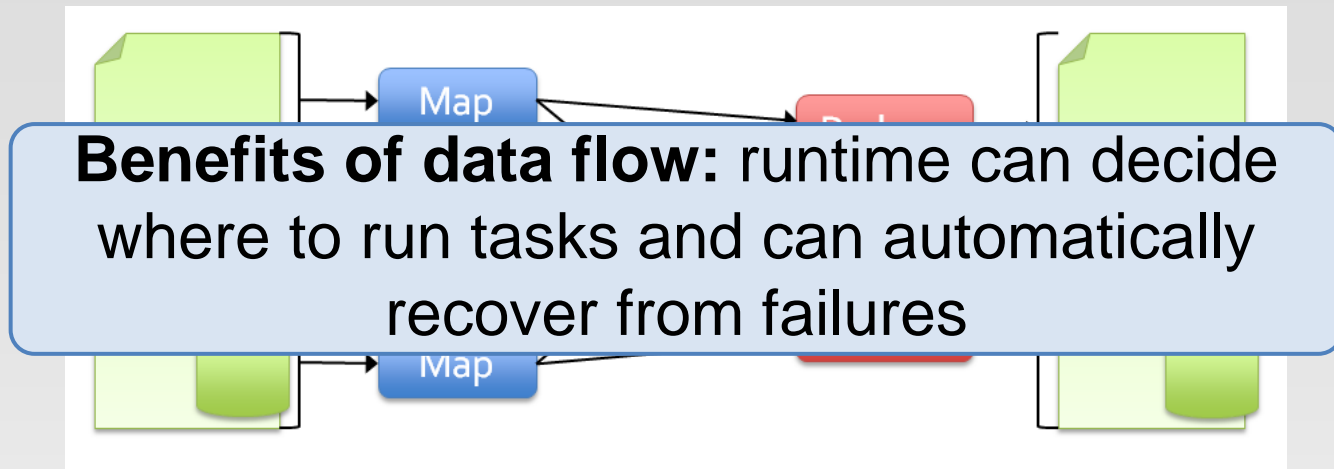 Map
Benefits of data flow: runtime can decide
where to run tasks and can automatically
recover from failures
Map